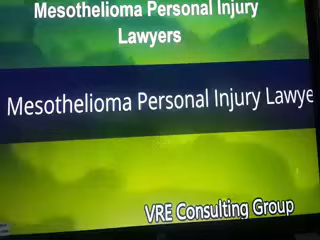 Mesothelioma Personal Injury
Lawyers
Mesothelioma Personal Injury Lawye
VRE Consulting Group